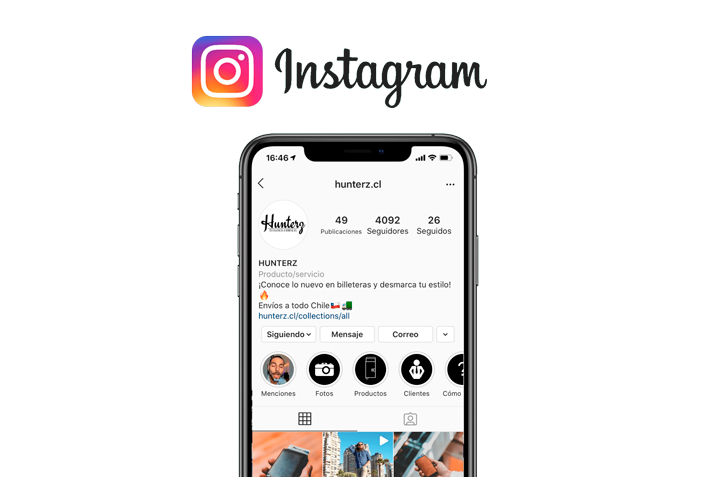 Instagram
16:46
hunterz.cl
Hunterz
49 4092 26
Publicaciones Seguidores Seguidos
HUNTERZ
Producto/servicio
¡Conoce lo nuevo en billeteras y desmarca tu estilo!
Envíos a todo Chile
hunterz.cl/collections/all
Siguiendo Mensaje Correo
?
Menciones Fotos Productos Clientes Cómo